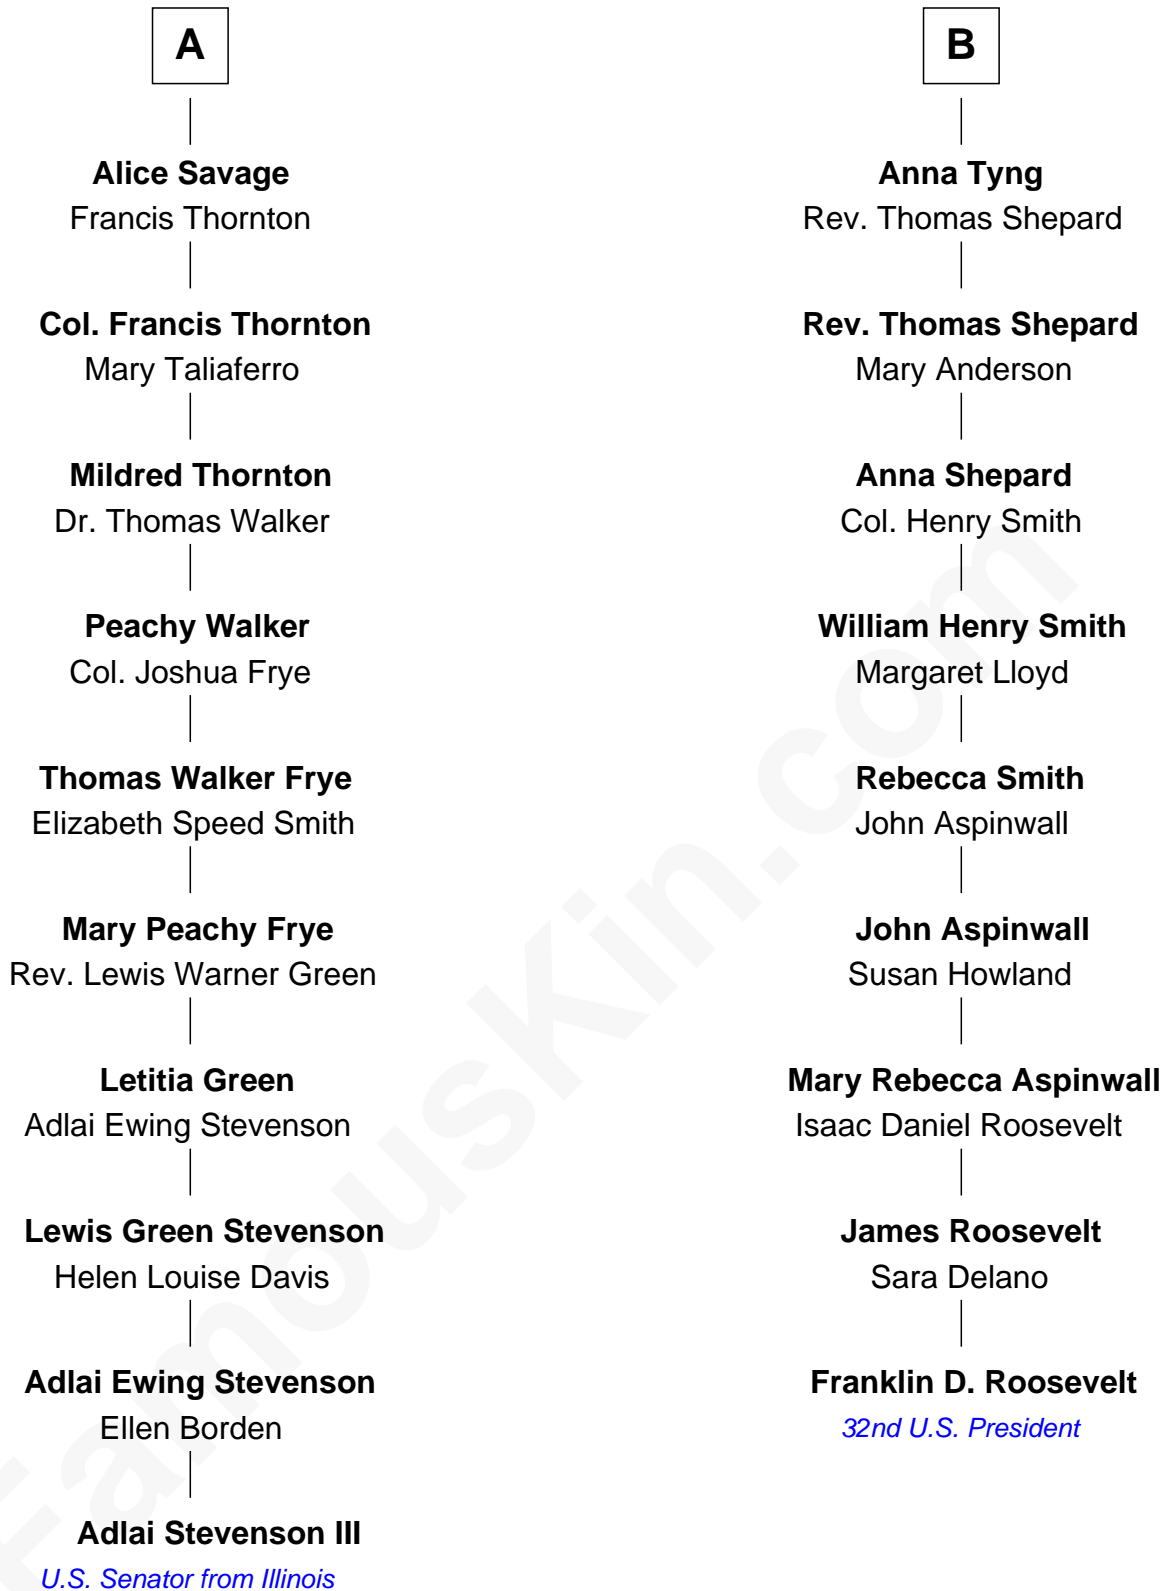 A
Alice Savage
Francis Thornton
Col. Francis Thornton
Mary Taliaferro
Mildred Thornton
Dr. Thomas Walker
Peachy Walker
Col. Joshua Frye
Thomas Walker Frye
Elizabeth Speed Smith
Mary Peachy Frye
Rev. Lewis Warner Green
Letitia Green
Adlai Ewing Stevenson
Lewis Green Stevenson
Helen Louise Davis
Adlai Ewing Stevenson
Ellen Borden
Adlai Stevenson III
U.S. Senator from Illinois
B
Anna Tyng
Rev. Thomas Shepard
Rev. Thomas Shepard
Mary Anderson
Anna Shepard
Col. Henry Smith
William Henry Smith
Margaret Lloyd
Rebecca Smith
John Aspinwall
John Aspinwall
Susan Howland
Mary Rebecca Aspinwall
Isaac Daniel Roosevelt
James Roosevelt
Sara Delano
Franklin D. Roosevelt
32nd U.S. President
FamousKin.com